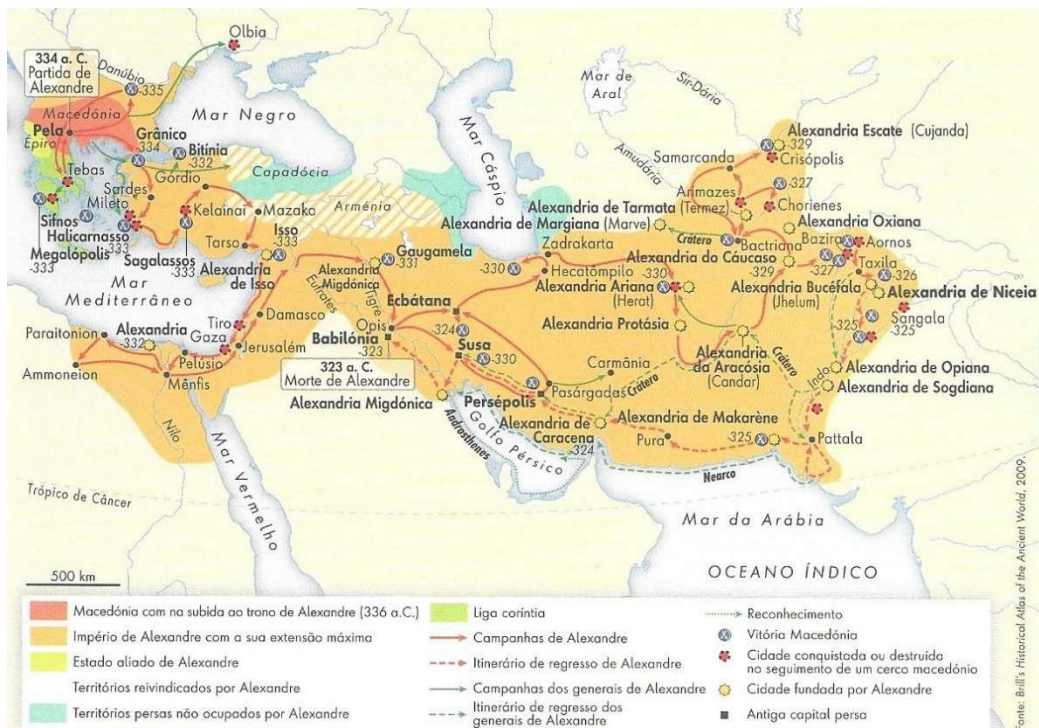 Olbia
334 a. C.
Partida de
Alexandre
Danúbio
-335
Macedónia
Mar Negro
Pela
Épiro
Grânico
334
Bitínia
-332
Tebas
Górdio
Sardes
Mileto
Capadócia
Arménia
Sifnos
Halicarnasso
-333
Kelainai
Mazaka
Megalópolis
-333
Sagalassos
-333
Tarso
Isso
-333
Alexandria
de Isso
Mar
Mediterrâneo
Mar Cáspio
Mar de
Aral
Sir-Dária
Amudária
Alexandria Escate (Cujanda)
-329
Samarcanda
Crisópolis
-327
Arimazes
Chorienes
Alexandria de Tarmata (Termez)
Alexandria de Margiana (Marve)
Crátero
Bactriana
Alexandria Oxiana
Bazira
-327
Aornos
Alexandria do Cáucaso
-329
Taxila
-326
Alexandria Bucéfala
(Jhelum)
Alexandria de Niceia
Sangala
-325
-325
Gaugamela
-331
Alexandria
Migdónica
Eufrates
Tigre
Zadrakarta
-330
Hecatômpilo
-330
Alexandria Ariana
(Herat)
Ecbátana
-324
Opis
Babilónia
-323
Susa
-330
Alexandria Protásia
323 a. C.
Morte de Alexandre
Alexandria Migdónica
Damasco
Tiro
Gaza
Jerusalém
Paraitonion
Alexandria
-332
Pelúsio
Ammoneion
Mênfis
Nilo
Mar Vermelho
Carmânia
Pasárgadas
Persépolis
Crátero
Alexandria
da Aracósia
(Candar)
Crátero
Indo
Alexandria de Opiana
Alexandria de Sogdiana
Androsthenes
Golfo
Pérsico
Alexandria de
Caracena
-324
Alexandria de Makarène
Pura
-325
Pattala
Nearco
Trópico de Câncer
Mar da Arábia
OCEANO ÍNDICO
500 km
Fonte: Brill's Historical Atlas of the Ancient World, 2009.
Macedónia com na subida ao trono de Alexandre (336 a.C.)
Império de Alexandre com a sua extensão máxima
Estado aliado de Alexandre
Territórios reivindicados por Alexandre
Territórios persas não ocupados por Alexandre
Liga coríntia
Campanhas de Alexandre
Itinerário de regresso de Alexandre
Campanhas dos generais de Alexandre
Itinerário de regresso dos
generais de Alexandre
Reconhecimento
Vitória Macedónia
Cidade conquistada ou destruída
no seguimento de um cerco macedónio
Cidade fundada por Alexandre
Antiga capital persa